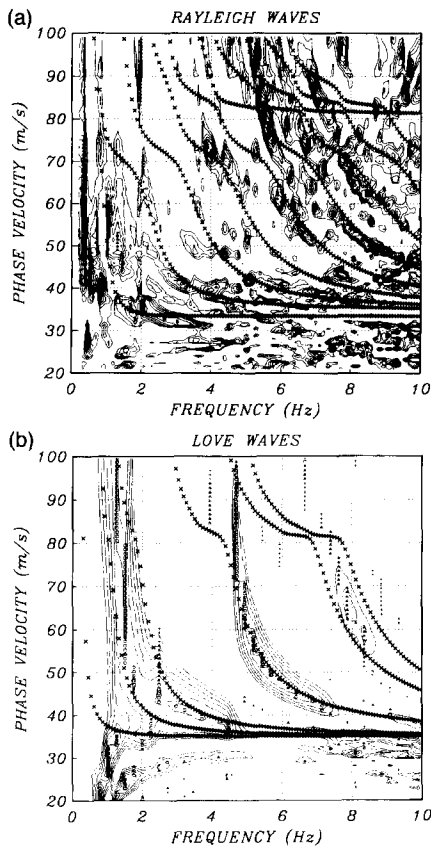 (a)
RAYLEIGH WAVES
100
90
80
70
60
50
40
30
20
PHASE VELOCITY (m/s)
0 2 4 6 8 10
FREQUENCY (Hz)
(b)
LOVE WAVES
100
90
80
70
60
50
40
30
20
PHASE VELOCITY (m/s)
0 2 4 6 8 10
FREQUENCY (Hz)